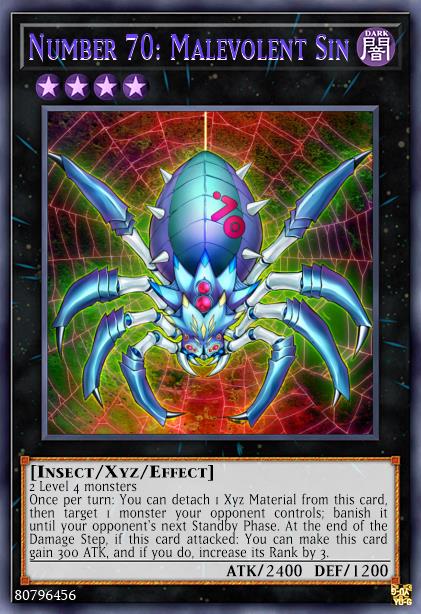 Number 70: Malevolent Sin
DARK
闇
70
[Insect/Xyz/Effect]
2 Level 4 monsters
Once per turn: You can detach 1 Xyz Material from this card,
then target 1 monster your opponent controls; banish it
until your opponent's next Standby Phase. At the end of the
Damage Step, if this card attacked: You can make this card
gain 300 ATK, and if you do, increase its Rank by 3.
ATK/2400 DEF/1200
80796456